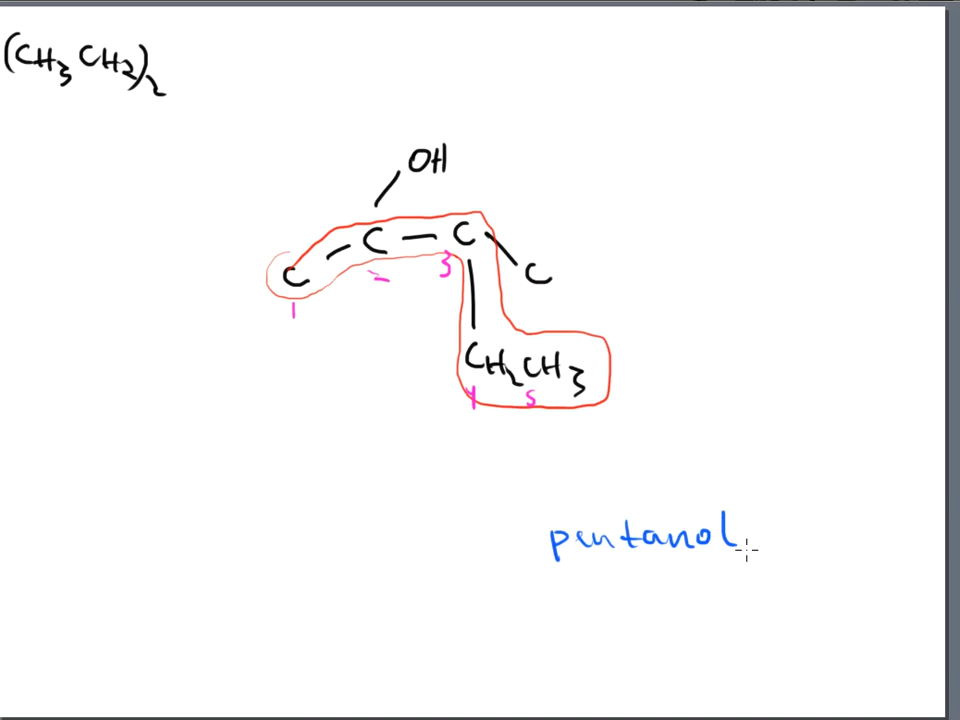 (CH3CH2)2
OH
C - C - C
C
1 2 3
CH2CH3
4 5
pentanol